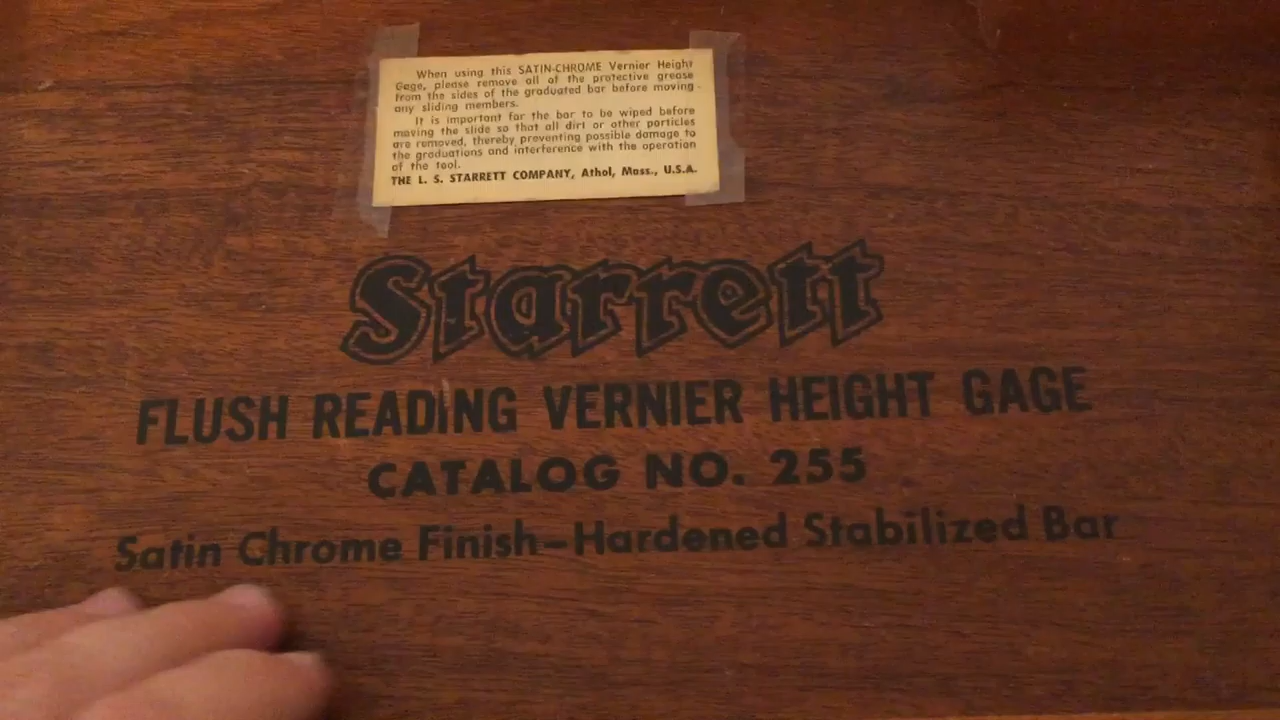 When using this SATIN-CHROME Vernier Height
Gage, please remove all of the protective grease
from the sides of the graduated bar before moving
any sliding members.
It is important for the bar to be wiped before
moving the slide so that all dirt or other particles
are removed, thereby preventing possible damage to
the graduations and interference with the operation
of the tool.
THE L. S. STARRETT COMPANY, Athol, Mass., U.S.A.
Starrett
FLUSH READING VERNIER HEIGHT GAGE
CATALOG NO. 255
Satin Chrome Finish–Hardened Stabilized Bar